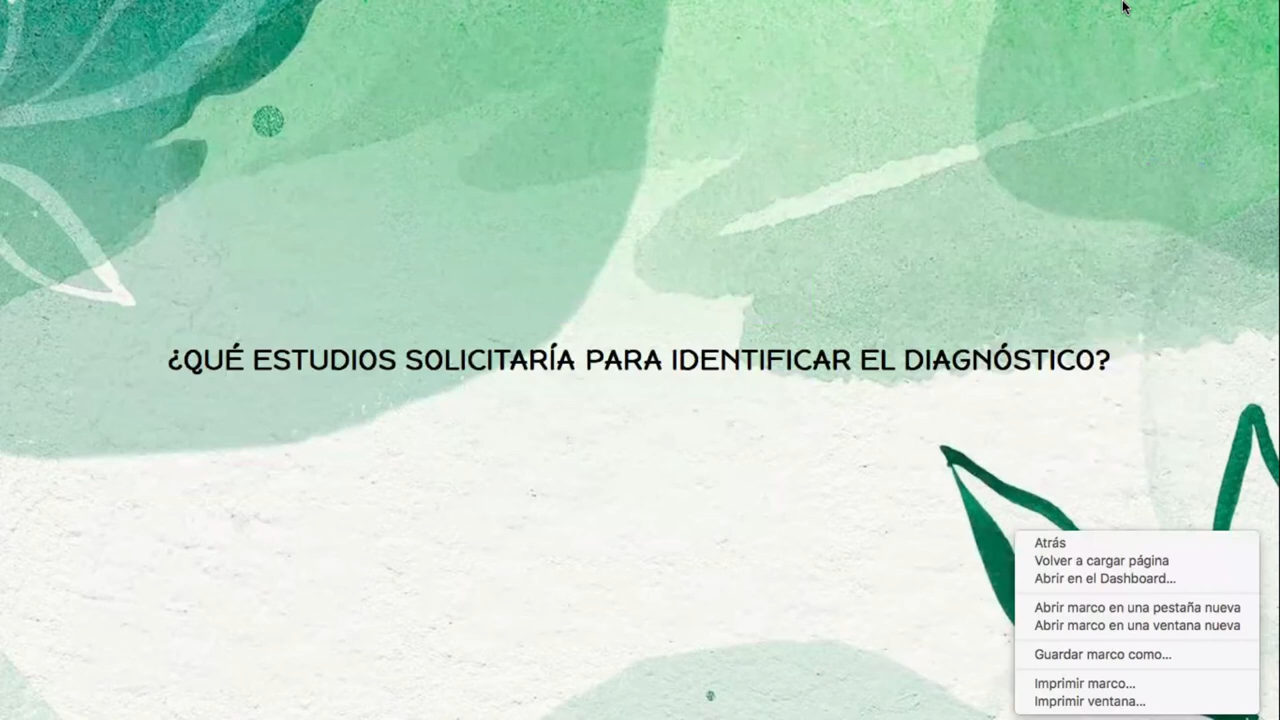 ¿QUÉ ESTUDIOS SOLICITARÍA PARA IDENTIFICAR EL DIAGNÓSTICO?
Atrás
Volver a cargar página
Abrir en el Dashboard...
Abrir marco en una pestaña nueva
Abrir marco en una ventana nueva
Guardar marco como...
Imprimir marco...
Imprimir ventana...